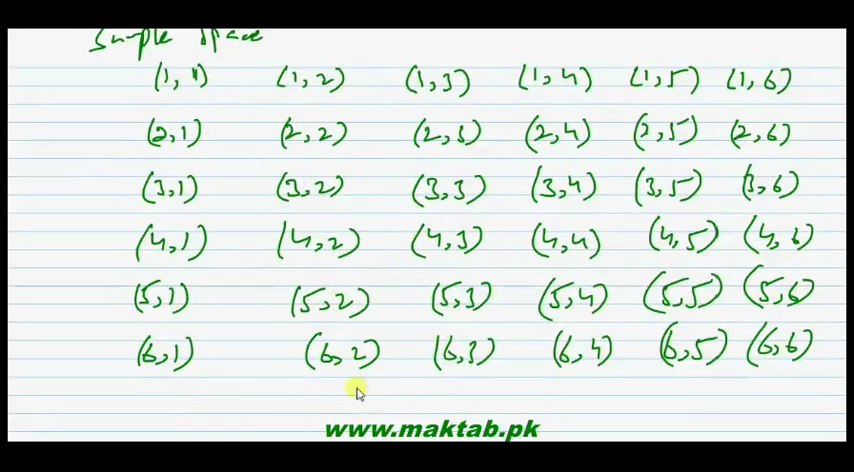 Sample Space
(1,1) (1,2) (1,3) (1,4) (1,5) (1,6)
(2,1) (2,2) (2,3) (2,4) (2,5) (2,6)
(3,1) (3,2) (3,3) (3,4) (3,5) (3,6)
(4,1) (4,2) (4,3) (4,4) (4,5) (4,6)
(5,1) (5,2) (5,3) (5,4) (5,5) (5,6)
(6,1) (6,2) (6,3) (6,4) (6,5) (6,6)
www.maktab.pk